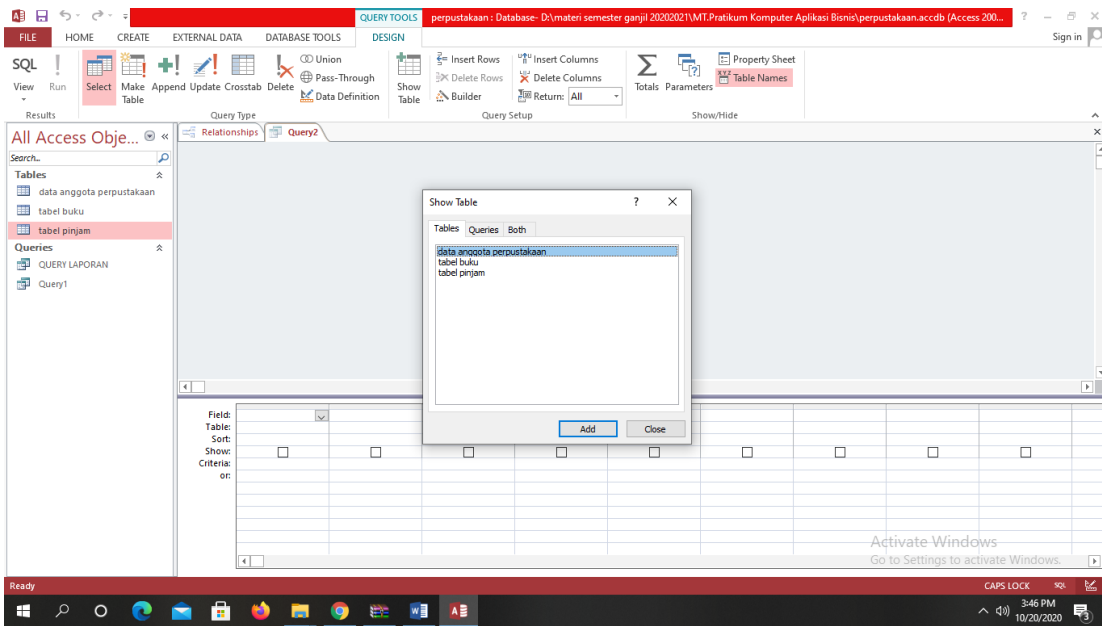 QUERY TOOLS
perpustakaan : Database- D:\materi semester ganjil 20202021\MT.Pratikum Komputer Aplikasi Bisnis\perpustakaan.accdb (Access 200...
?
FILE HOME CREATE EXTERNAL DATA DATABASE TOOLS DESIGN Sign in
SQL
View
Run
Select
Make Table
Append
Update
Crosstab
Delete
Union
Pass-Through
Data Definition
Show Table
Insert Rows
Delete Rows
Builder
Insert Columns
Delete Columns
Return: All
Totals
Parameters
Property Sheet
Table Names
Results Query Type Query Setup Show/Hide
All Access Obje...
Search...
Tables
data anggota perpustakaan
tabel buku
tabel pinjam
Queries
QUERY LAPORAN
Query1
Relationships Query2
Show Table ?
Tables Queries Both
data anggota perpustakaan
tabel buku
tabel pinjam
Add Close
Field:
Table:
Sort:
Show:
Criteria:
or:
Activate Windows
Go to Settings to activate Windows.
Ready CAPS LOCK SQL
3:46 PM
10/20/2020
3